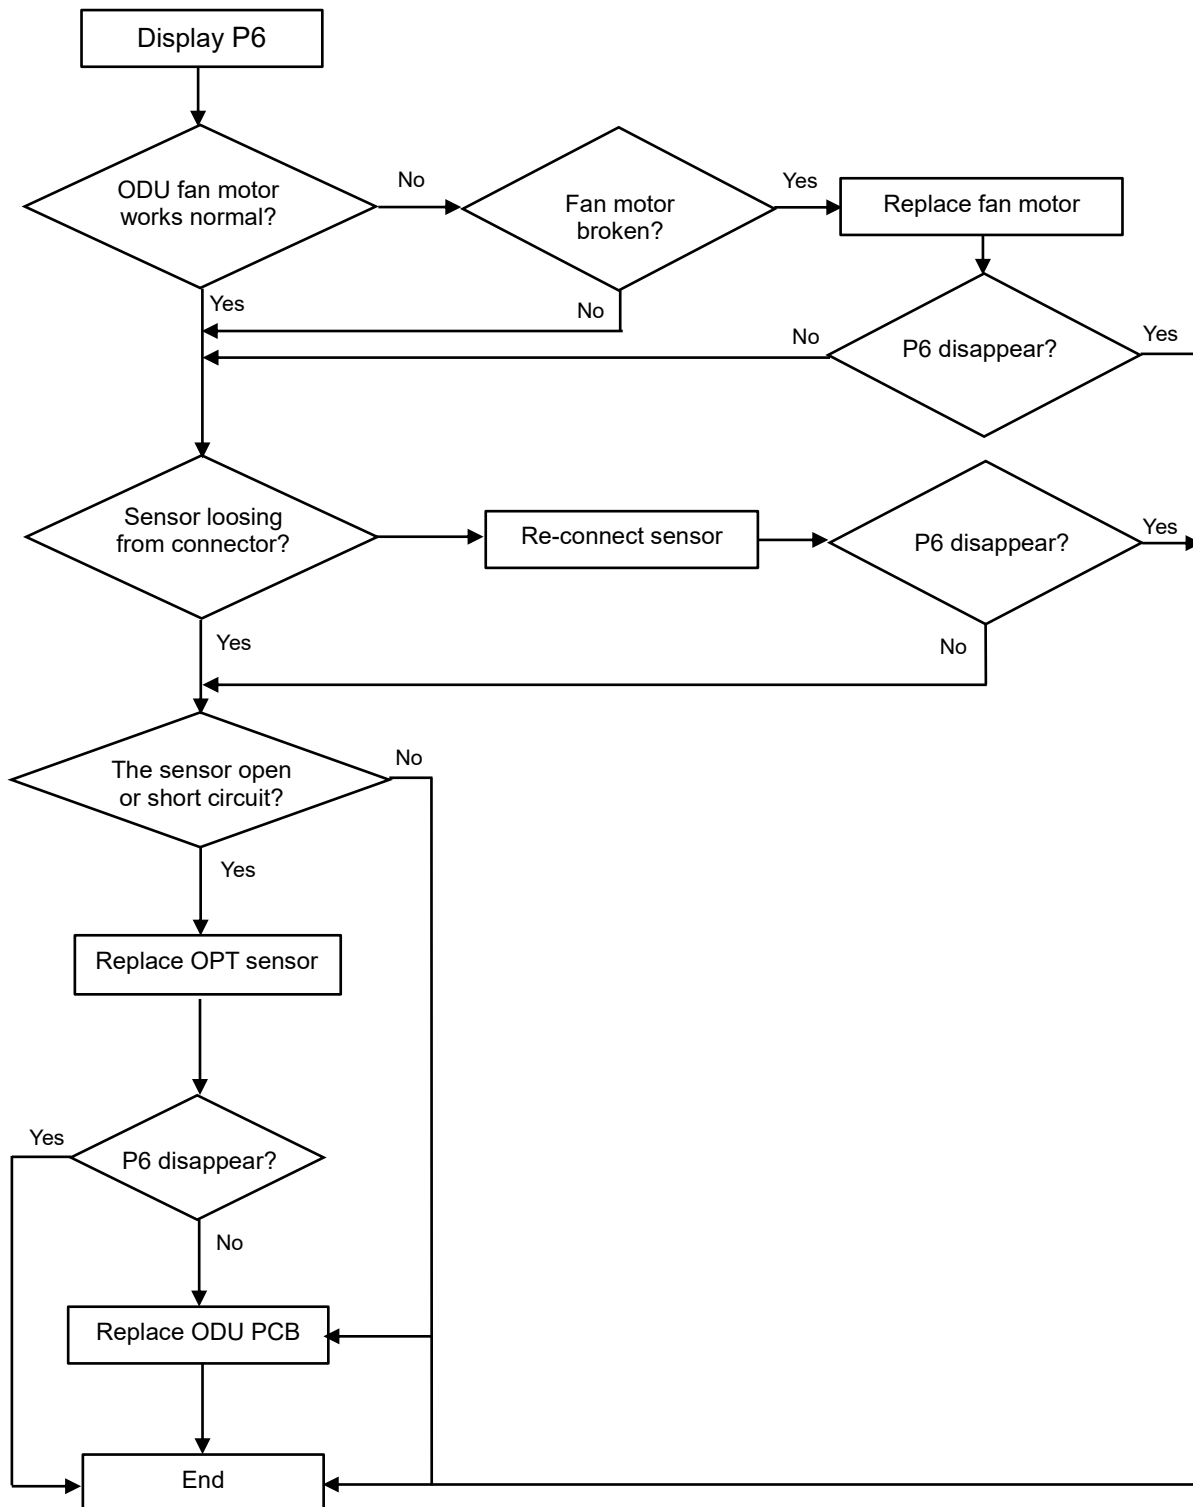 Display P6
ODU fan motor
works normal?
No
Fan motor
broken?
Yes
Replace fan motor
Yes
No
No
P6 disappear?
Yes
Sensor loosing
from connector?
Re-connect sensor
P6 disappear?
Yes
Yes
No
The sensor open
or short circuit?
No
Yes
Replace OPT sensor
Yes
P6 disappear?
No
Replace ODU PCB
End